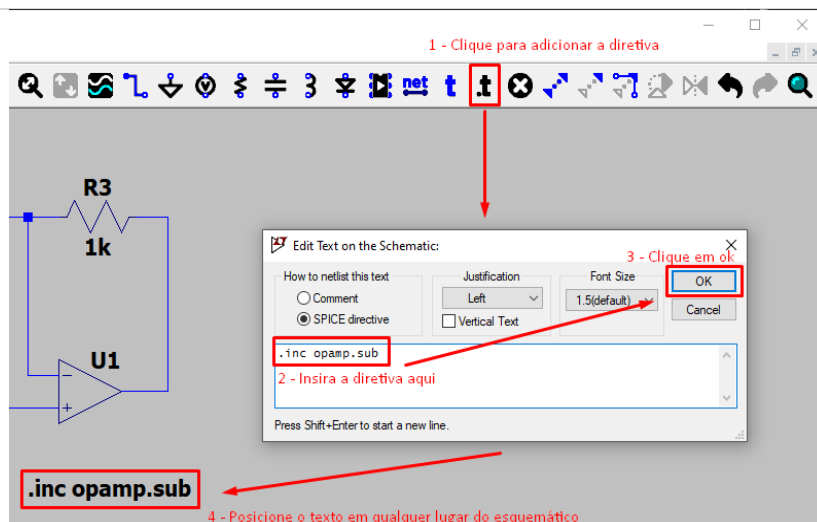 1 - Clique para adicionar a diretiva
net t .t
R3
1k
Edit Text on the Schematic:
3 - Clique em ok
How to netlist this text
Justification
Font Size
Comment
SPICE directive
Left
Vertical Text
1.5(default)
OK
Cancel
.inc opamp.sub
2 - Insira a diretiva aqui
Press Shift+Enter to start a new line.
U1
.inc opamp.sub
4 - Posicione o texto em qualquer lugar do esquemático